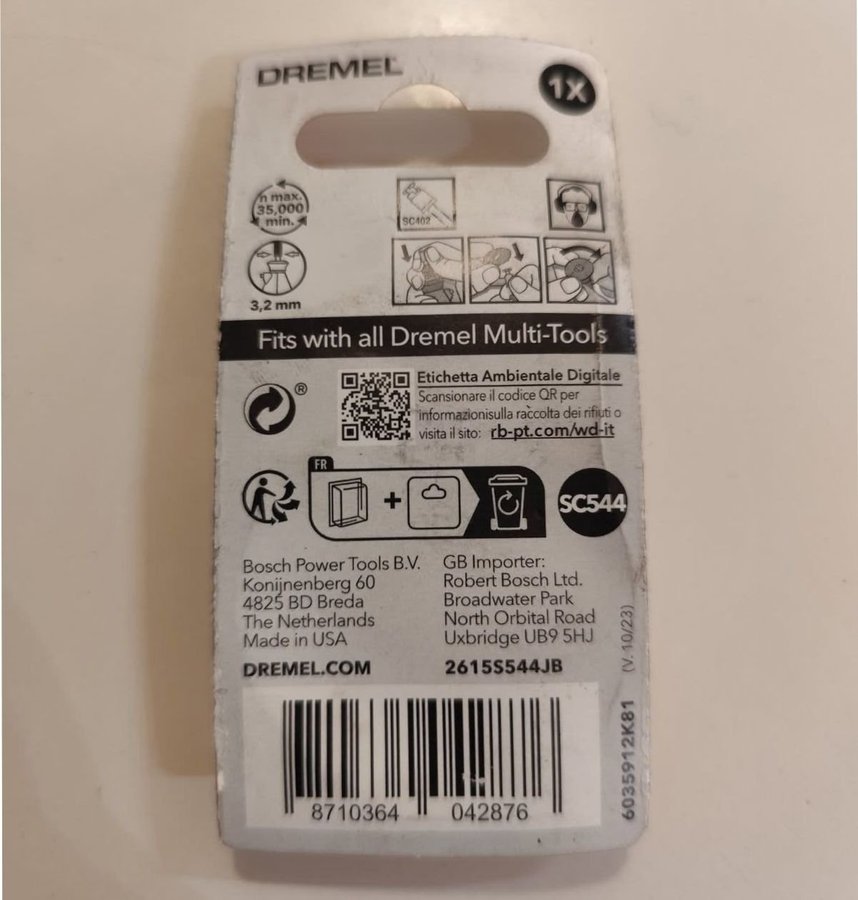 DREMEL
1X
n max.
35,000
min.
SC402
3,2 mm
Fits with all Dremel Multi-Tools
®
Etichetta Ambientale Digitale
Scansionare il codice QR per
informazionisulla raccolta dei rifiuti o
visita il sito: rb-pt.com/wd-it
FR
+
SC544
Bosch Power Tools B.V.
Konijnenberg 60
4825 BD Breda
The Netherlands
Made in USA
DREMEL.COM
GB Importer:
Robert Bosch Ltd.
Broadwater Park
North Orbital Road
Uxbridge UB9 5HJ
2615S544JB
(V. 10/23)
6035912K81
8710364 042876